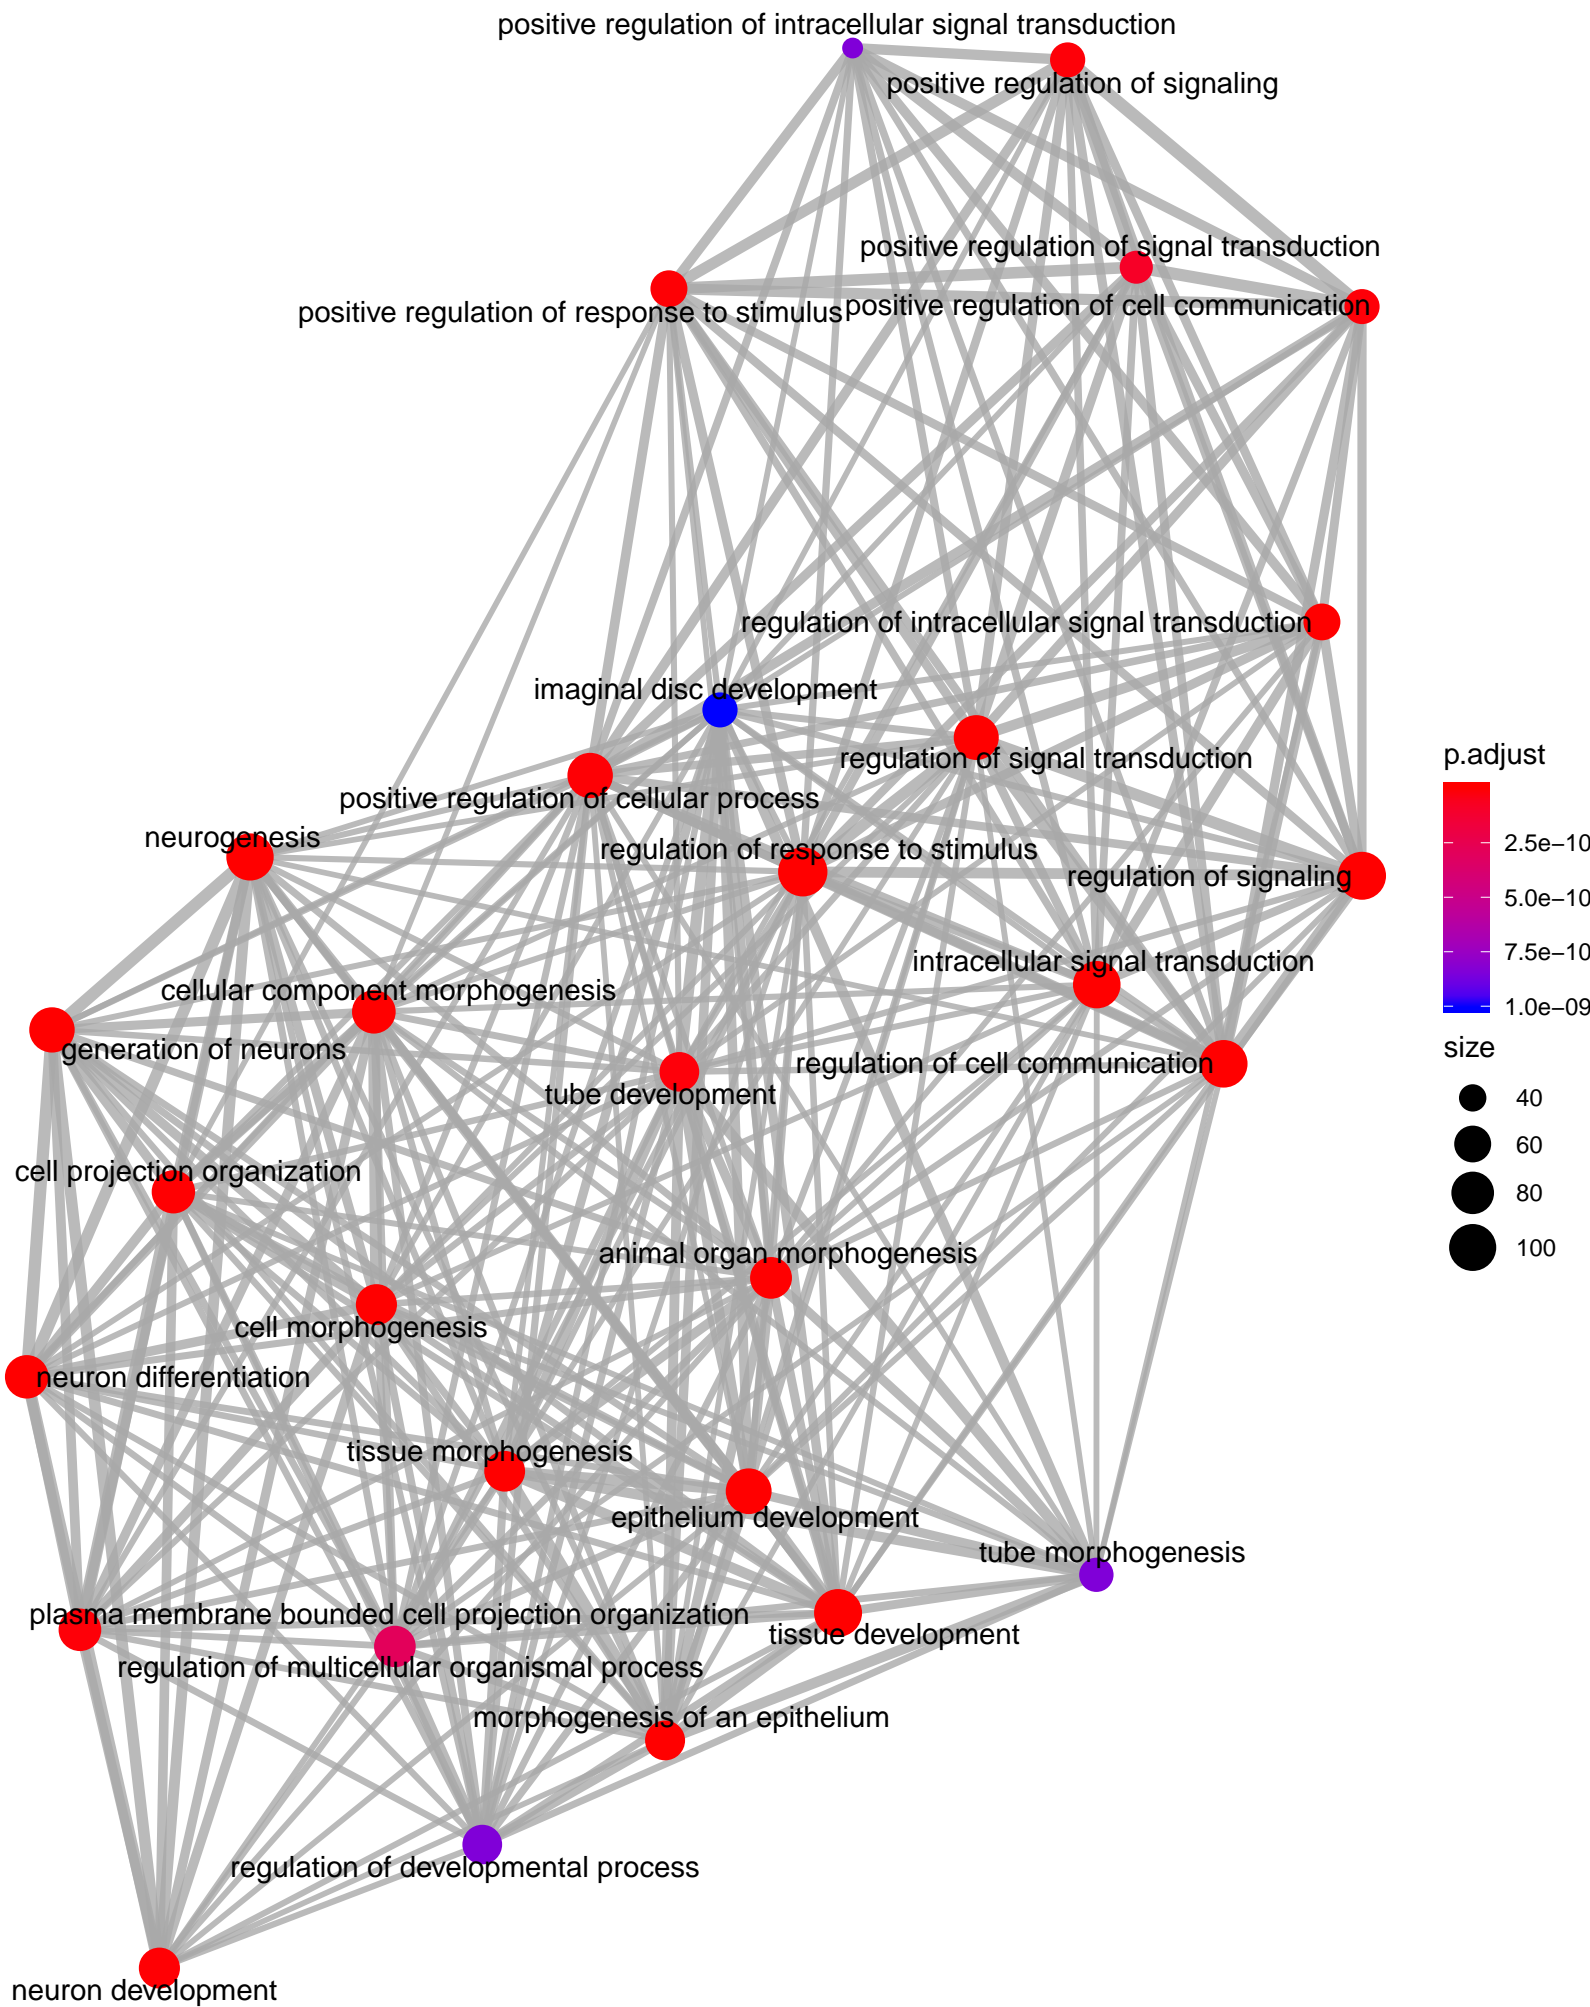 positive regulation of intracellular signal transduction
positive regulation of signaling
positive regulation of signal transduction
positive regulation of response to stimulus
positive regulation of cell communication
regulation of intracellular signal transduction
imaginal disc development
regulation of signal transduction
positive regulation of cellular process
neurogenesis
regulation of response to stimulus
regulation of signaling
intracellular signal transduction
cellular component morphogenesis
generation of neurons
regulation of cell communication
tube development
cell projection organization
animal organ morphogenesis
cell morphogenesis
neuron differentiation
tissue morphogenesis
epithelium development
tube morphogenesis
plasma membrane bounded cell projection organization
tissue development
regulation of multicellular organismal process
morphogenesis of an epithelium
regulation of developmental process
neuron development
p.adjust
2.5e−10
5.0e−10
7.5e−10
1.0e−09
size
40
60
80
100